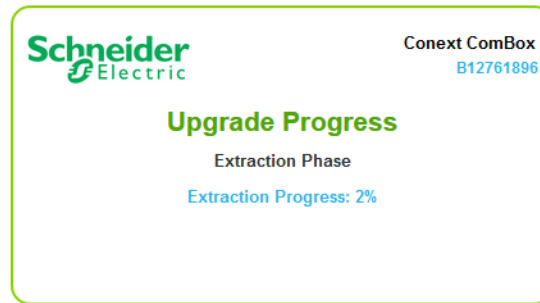 Schneider
Electric
Conext ComBox
B12761896
Upgrade Progress
Extraction Phase
Extraction Progress: 2%